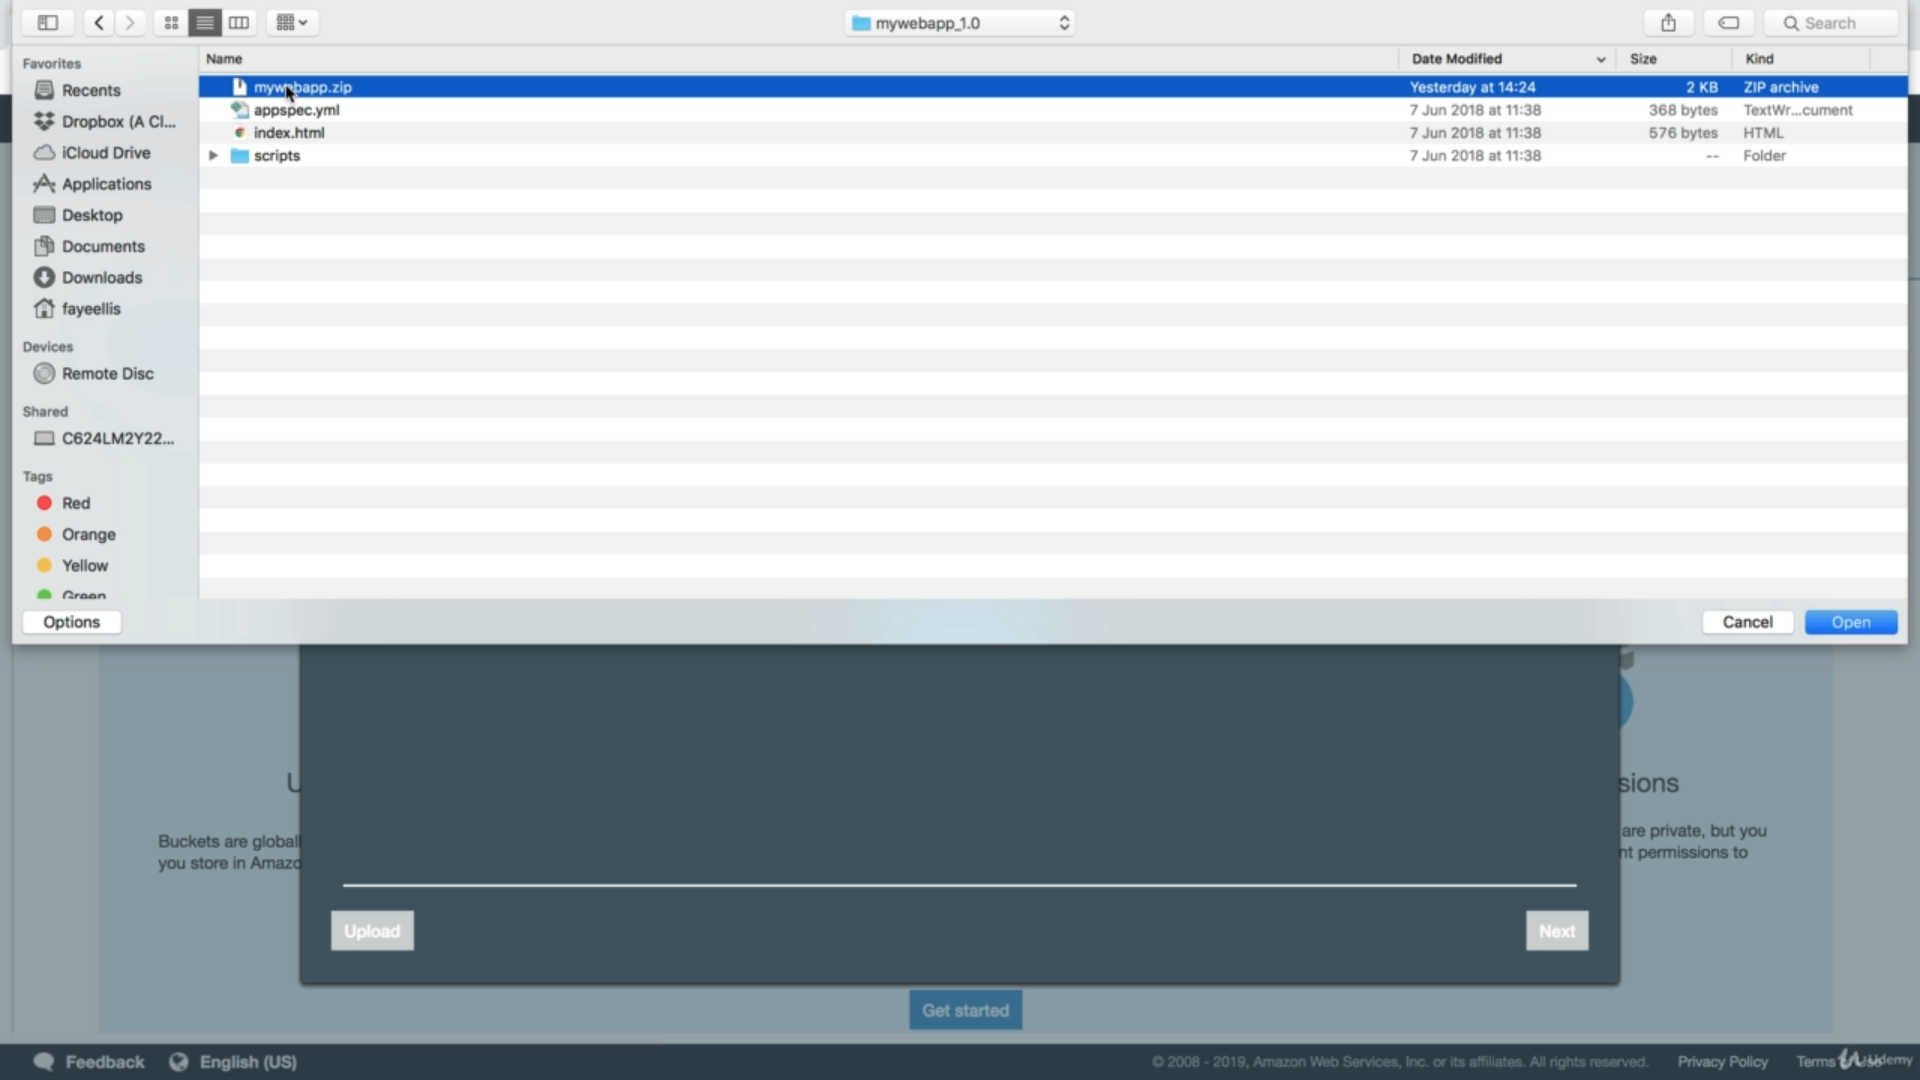 mywebapp_1.0
Search
Name Date Modified Size Kind
mywebapp.zip Yesterday at 14:24 2 KB ZIP archive
appspec.yml 7 Jun 2018 at 11:38 368 bytes TextWr...cument
index.html 7 Jun 2018 at 11:38 576 bytes HTML
scripts 7 Jun 2018 at 11:38 -- Folder
Favorites
Recents
Dropbox (A Cl...
iCloud Drive
Applications
Desktop
Documents
Downloads
fayeellis
Devices
Remote Disc
Shared
C624LM2Y22...
Tags
Red
Orange
Yellow
Green
Options Cancel Open
U
sions
Buckets are globall
you store in Amazo
are private, but you
nt permissions to
Upload Next
Get started
Feedback English (US) © 2008 - 2019, Amazon Web Services, Inc. or its affiliates. All rights reserved. Privacy Policy Terms
Udemy